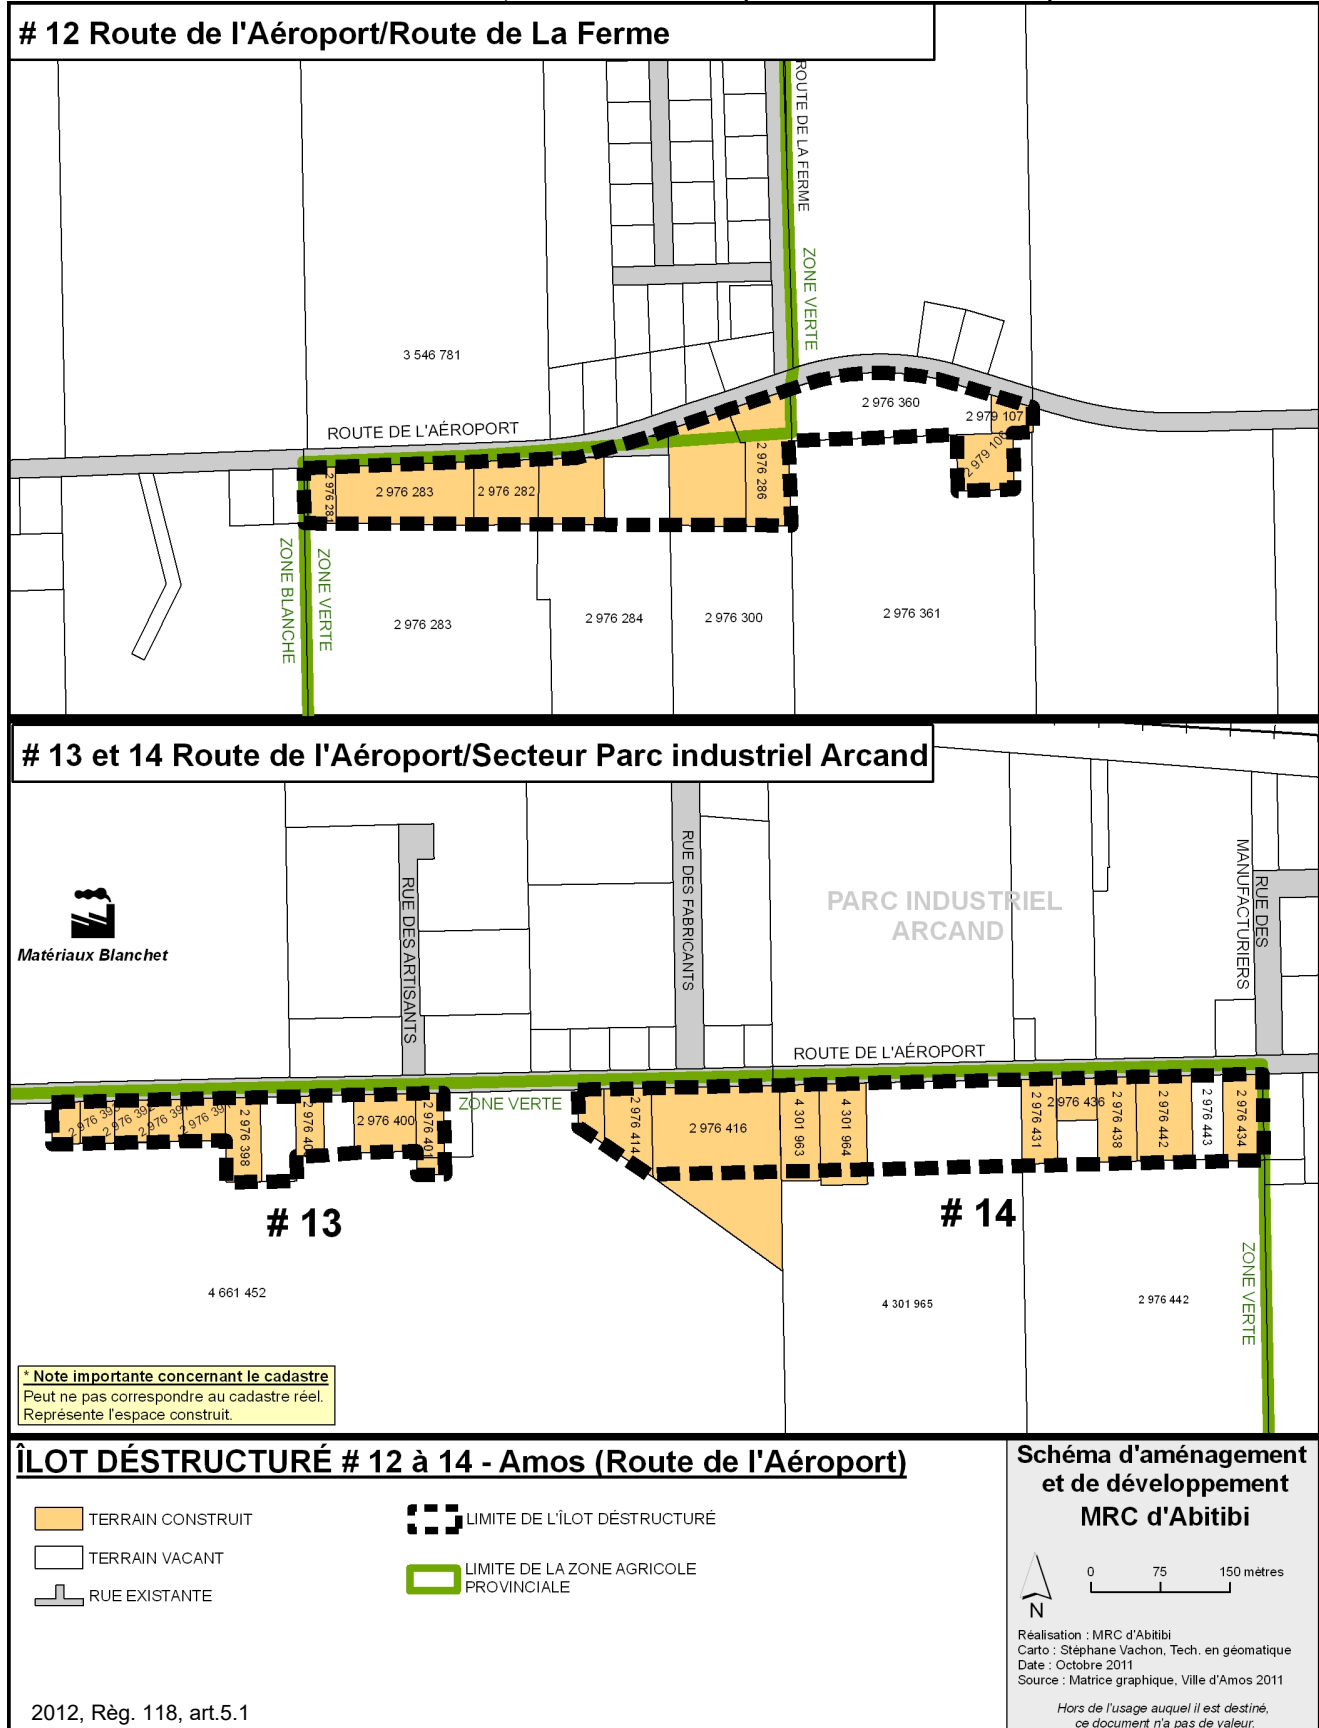 # 12 Route de l'Aéroport/Route de La Ferme
ROUTE DE LA FERME
ZONE VERTE
3 546 781
2 976 360
2 979 107
ROUTE DE L'AÉROPORT
2 979 108
2 976 281
2 976 283
2 976 282
2 976 286
ZONE BLANCHE
ZONE VERTE
2 976 283
2 976 284
2 976 300
2 976 361
# 13 et 14 Route de l'Aéroport/Secteur Parc industriel Arcand
RUE DES ARTISANTS
RUE DES FABRICANTS
PARC INDUSTRIEL
ARCAND
RUE DES
MANUFACTURIERS
Matériaux Blanchet
ROUTE DE L'AÉROPORT
ZONE VERTE
2 976 398
2 976 400
2 976 401
2 976 414
2 976 416
4 301 963
4 301 964
2 976 431
2 976 436
2 976 438
2 976 442
2 976 443
2 976 434
# 13
# 14
ZONE VERTE
4 661 452
4 301 965
2 976 442
* Note importante concernant le cadastre
Peut ne pas correspondre au cadastre réel.
Représente l'espace construit.
ÎLOT DÉSTRUCTURÉ # 12 à 14 - Amos (Route de l'Aéroport)
TERRAIN CONSTRUIT
TERRAIN VACANT
RUE EXISTANTE
LIMITE DE L'ÎLOT DÉSTRUCTURÉ
LIMITE DE LA ZONE AGRICOLE
PROVINCIALE
Schéma d'aménagement
et de développement
MRC d'Abitibi
0 75 150 mètres
N
Réalisation : MRC d'Abitibi
Carto : Stéphane Vachon, Tech. en géomatique
Date : Octobre 2011
Source : Matrice graphique, Ville d'Amos 2011
Hors de l'usage auquel il est destiné,
ce document n'a pas de valeur.
2012, Règ. 118, art.5.1